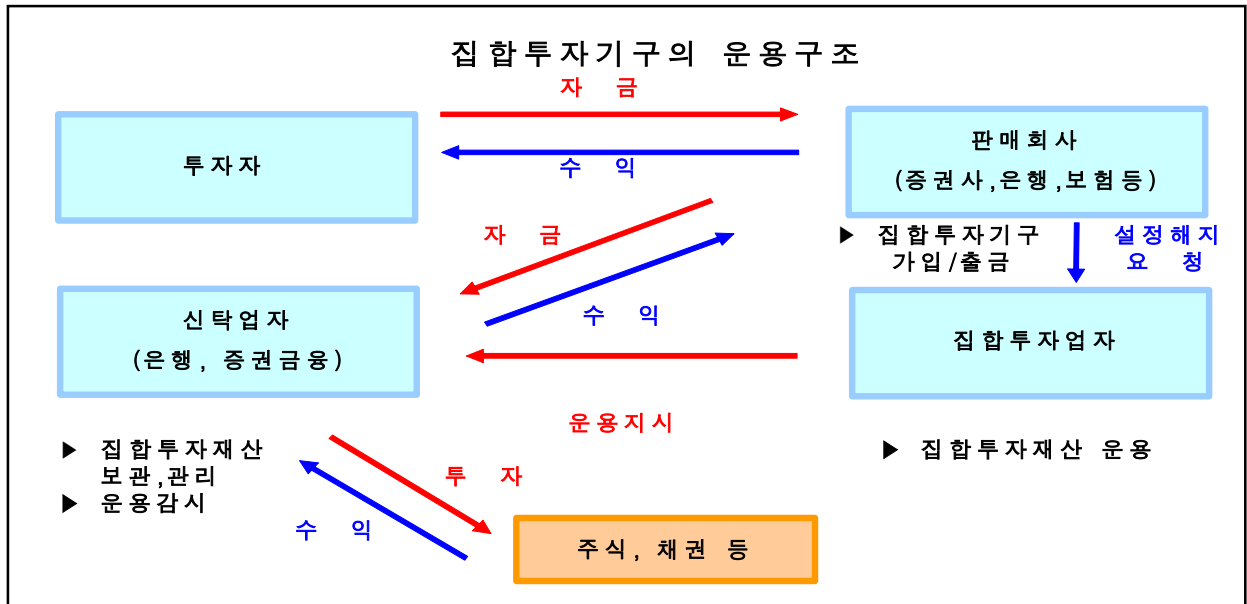 집합투자기구의 운용구조
자 금
투자자
수 익
판매회사
(증권사,은행,보험등)
자 금
▶ 집합투자기구
가입/출금
설정해지
요 청
수 익
신탁업자
(은행, 증권금융)
집합투자업자
운용지시
▶ 집합투자재산
보관,관리
▶ 운용감시
▶ 집합투자재산 운용
투 자
수 익
주식, 채권 등